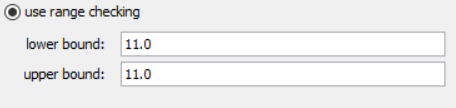 use range checking
lower bound: 11.0
upper bound: 11.0